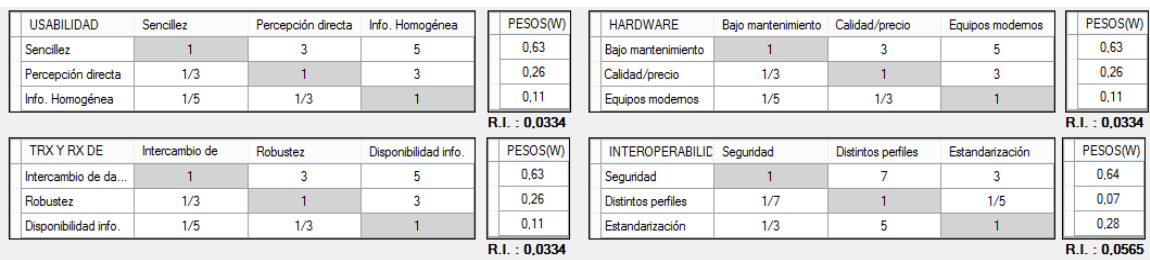 USABILIDAD Sencillez Percepción directa Info. Homogénea PESOS(W)
Sencillez 1 3 5 0,63
Percepción directa 1/3 1 3 0,26
Info. Homogénea 1/5 1/3 1 0,11
R.I. : 0,0334
HARDWARE Bajo mantenimiento Calidad/precio Equipos modernos PESOS(W)
Bajo mantenimiento 1 3 5 0,63
Calidad/precio 1/3 1 3 0,26
Equipos modernos 1/5 1/3 1 0,11
R.I. : 0,0334
TRX Y RX DE Intercambio de Robustez Disponibilidad info. PESOS(W)
Intercambio de da... 1 3 5 0,63
Robustez 1/3 1 3 0,26
Disponibilidad info. 1/5 1/3 1 0,11
R.I. : 0,0334
INTEROPERABILID Seguridad Distintos perfiles Estandarización PESOS(W)
Seguridad 1 7 3 0,64
Distintos perfiles 1/7 1 1/5 0,07
Estandarización 1/3 5 1 0,28
R.I. : 0,0565